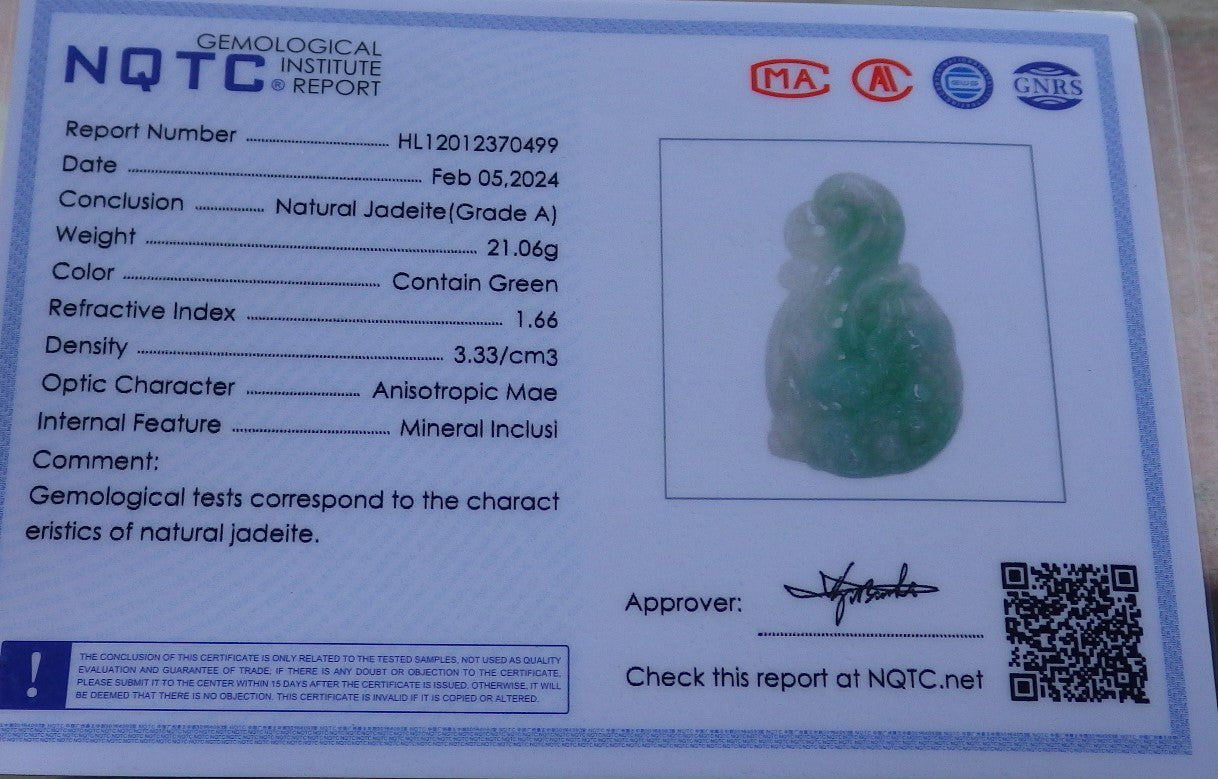 NQTC® GEMOLOGICAL INSTITUTE REPORT
MA
AL
GNRS
Report Number HL12012370499
Date Feb 05,2024
Conclusion Natural Jadeite(Grade A)
Weight 21.06g
Color Contain Green
Refractive Index 1.66
Density 3.33/cm3
Optic Character Anisotropic Mae
Internal Feature Mineral Inclusi
Comment:
Gemological tests correspond to the charact
eristics of natural jadeite.
Approver:
Check this report at NQTC.net
! THE CONCLUSION OF THIS CERTIFICATE IS ONLY RELATED TO THE TESTED SAMPLES, NOT USED AS QUALITY
EVALUATION AND GUARANTEE OF TRADE, IF THERE IS ANY DOUBT OR OBJECTION TO THE CERTIFICATE,
PLEASE SUBMIT IT TO THE CENTER WITHIN 15 DAYS AFTER THE CERTIFICATE IS ISSUED. OTHERWISE, IT WILL
BE DEEMED THAT THERE IS NO OBJECTION. THIS CERTIFICATE IS INVALID IF IT IS COPIED OR ALTERED.